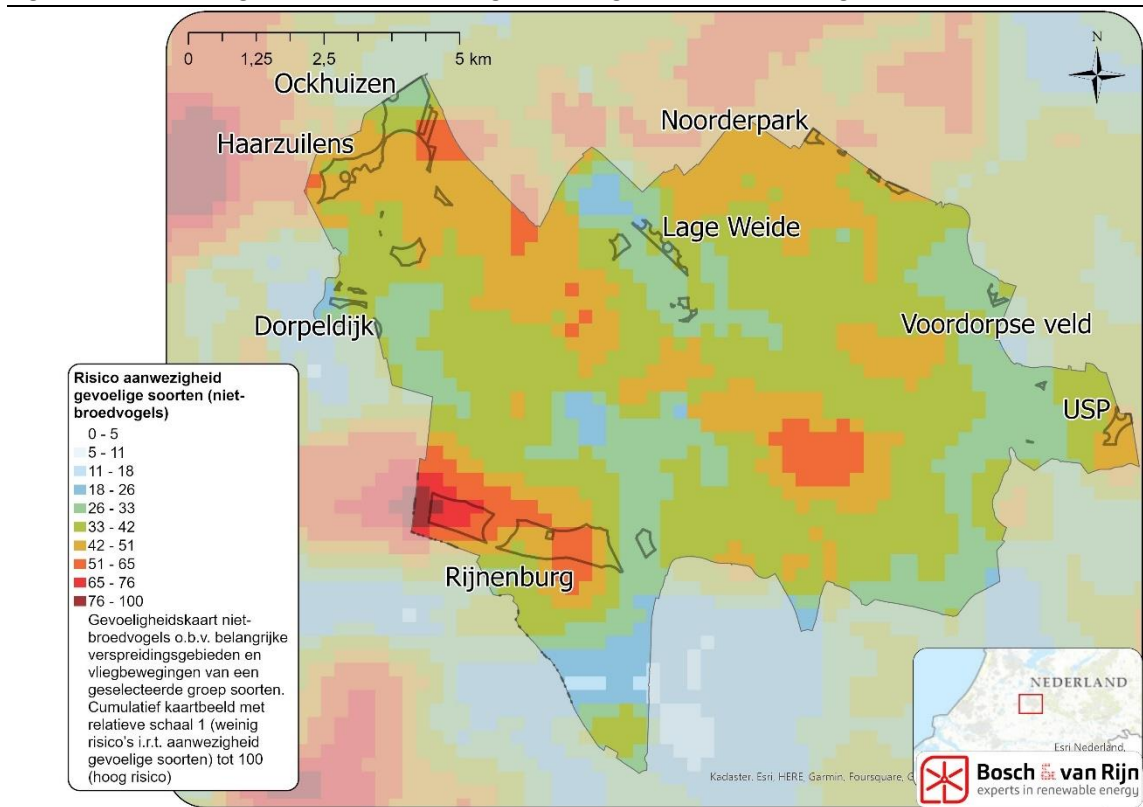 N
0 1,25 2,5 5 km
Ockhuizen
Haarzuilens
Noorderpark
Lage Weide
Dorpeldijk
Voordorpse veld
USP
Rijnenburg
Risico aanwezigheid
gevoelige soorten (niet-
broedvogels)
0 - 5
5 - 11
11 - 18
18 - 26
26 - 33
33 - 42
42 - 51
51 - 65
65 - 76
76 - 100
Gevoeligheidskaart niet-
broedvogels o.b.v. belangrijke
verspreidingsgebieden en
vliegbewegingen van een
geselecteerde groep soorten.
Cumulatief kaartbeeld met
relatieve schaal 1 (weinig
risico's i.r.t. aanwezigheid
gevoelige soorten) tot 100
(hoog risico)
NEDERLAND
Esri Nederland,
Kadaster, Esri, HERE, Garmin, Foursquare, G
Bosch & van Rijn
experts in renewable energy